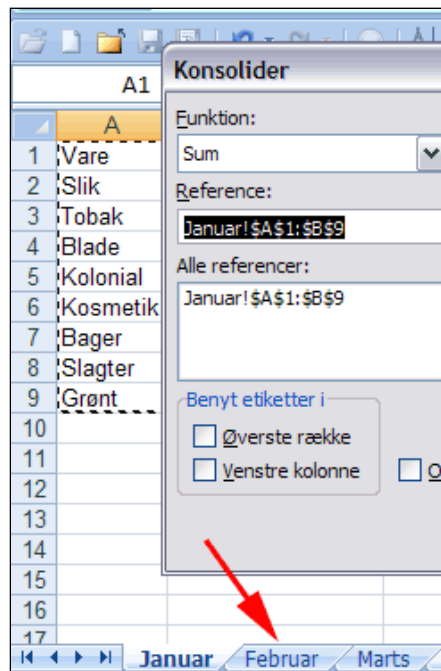 Konsolider
A1
Funktion:
A
Sum
1 Vare
2 Slik
Reference:
3 Tobak
Januar!$A$1:$B$9
4 Blade
Alle referencer:
5 Kolonial
Januar!$A$1:$B$9
6 Kosmetik
7 Bager
8 Slagter
9 Grønt
Benyt etiketter i
10
Øverste række
11
Venstre kolonne O
12
13
14
15
16
17
Januar Februar Marts